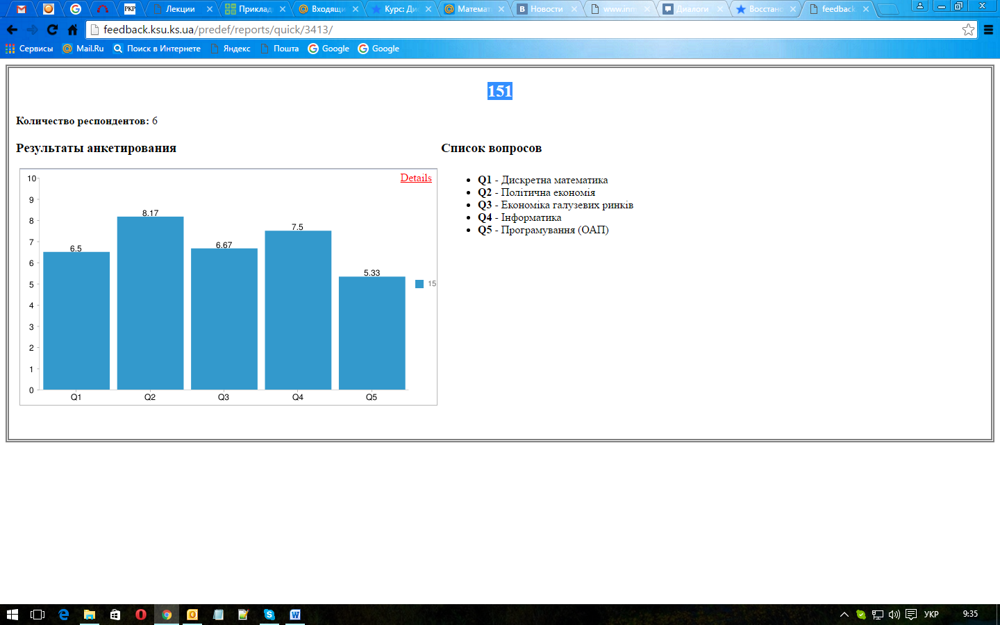 РКР
Лекции
Приклад
Входящи
Курс: Ди
Матема
Новости
www.inm
Диалоги
Восстано
feedback
feedback.ksu.ks.ua/predef/reports/quick/3413/
Сервисы
Mail.Ru
Поиск в Интернете
Яндекс
Пошта
Google
Google
151
Количество респондентов: 6
Результаты анкетирования
Details
10
9
8
7
6
5
4
3
2
1
0
6.5
8.17
6.67
7.5
5.33
Q1
Q2
Q3
Q4
Q5
15
Список вопросов
Q1 - Дискретна математика
Q2 - Політична економія
Q3 - Економіка галузевих ринків
Q4 - Інформатика
Q5 - Програмування (ОАП)
УКР
9:35